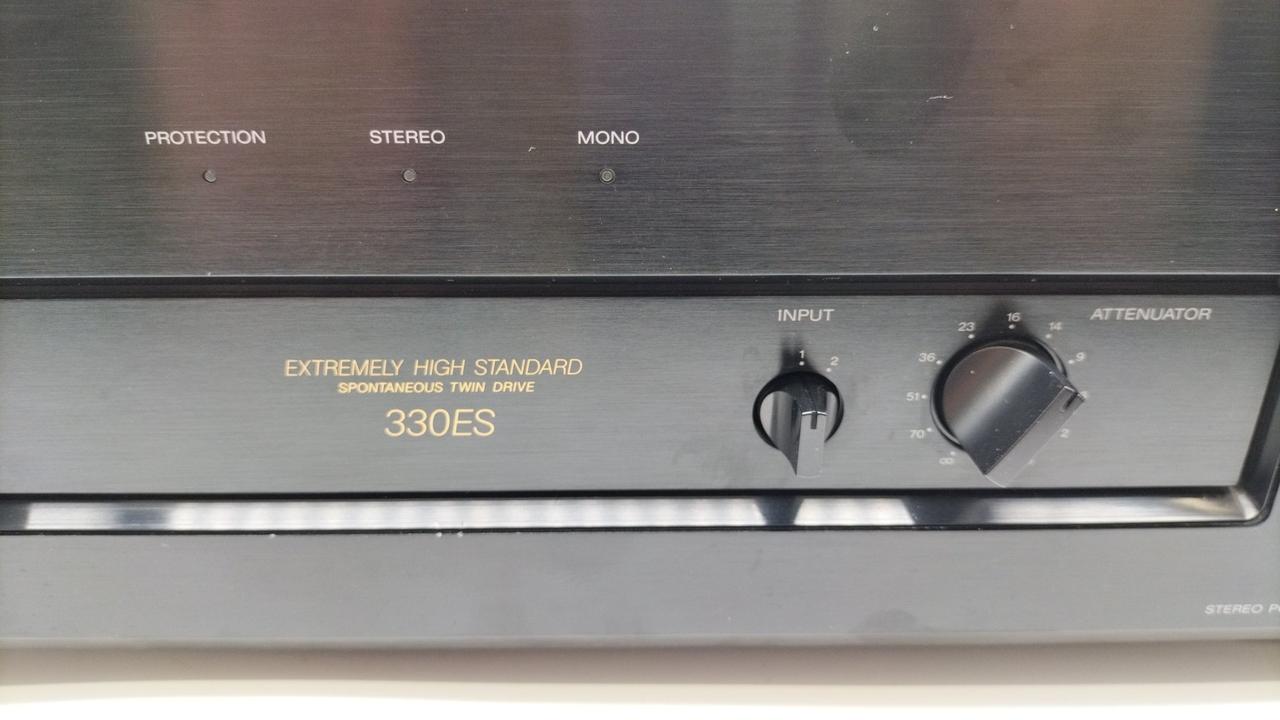 PROTECTION STEREO MONO
INPUT
ATTENUATOR
1 2
∞ 70 51 36 23 16 14 9 2
EXTREMELY HIGH STANDARD
SPONTANEOUS TWIN DRIVE
330ES
STEREO